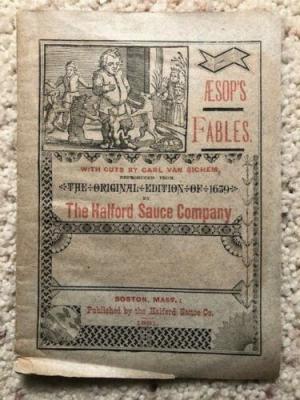 ÆSOP'S
FABLES.
WITH CUTS BY CARL VAN SICHEM,
REPRODUCED FROM
THE÷ORIGINAL÷EDITION÷OF÷1659
BY
The Halford Sauce Company
BOSTON, MASS.:
Published by the Halford Sauce Co.